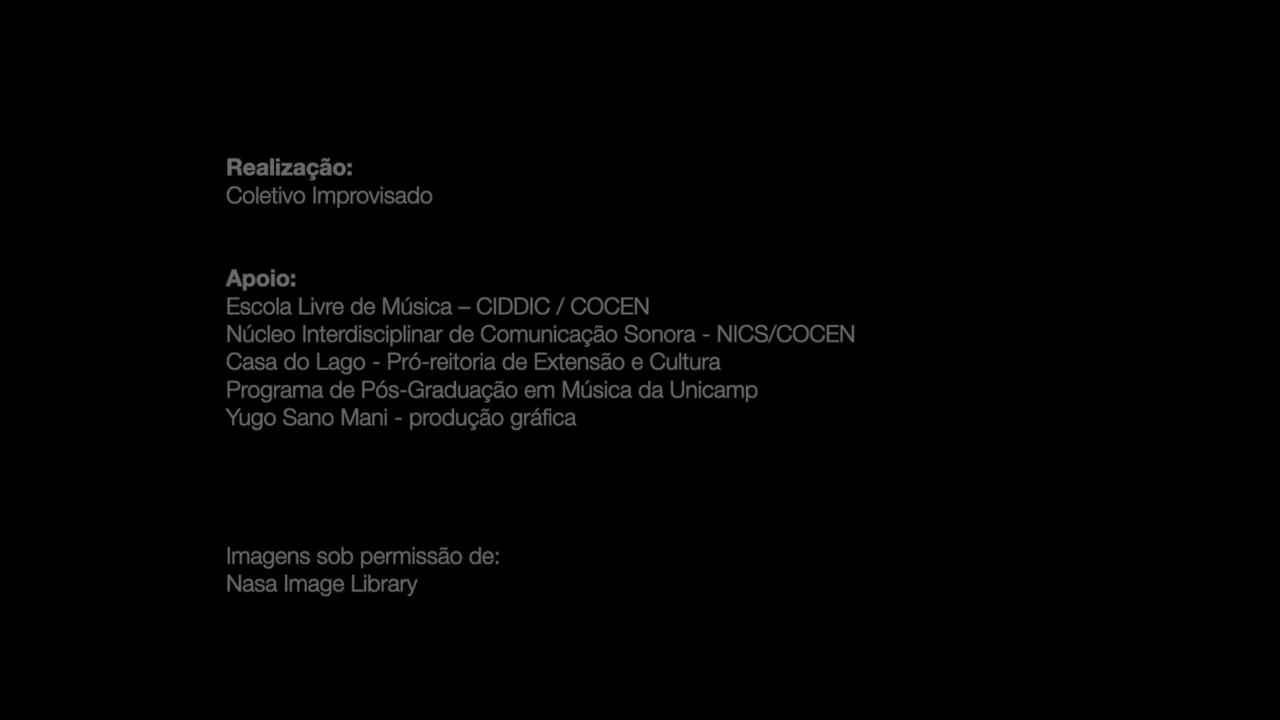 Realização:
Coletivo Improvisado
Apoio:
Escola Livre de Música – CIDDIC / COCEN
Núcleo Interdisciplinar de Comunicação Sonora - NICS/COCEN
Casa do Lago - Pró-reitoria de Extensão e Cultura
Programa de Pós-Graduação em Música da Unicamp
Yugo Sano Mani - produção gráfica
Imagens sob permissão de:
Nasa Image Library